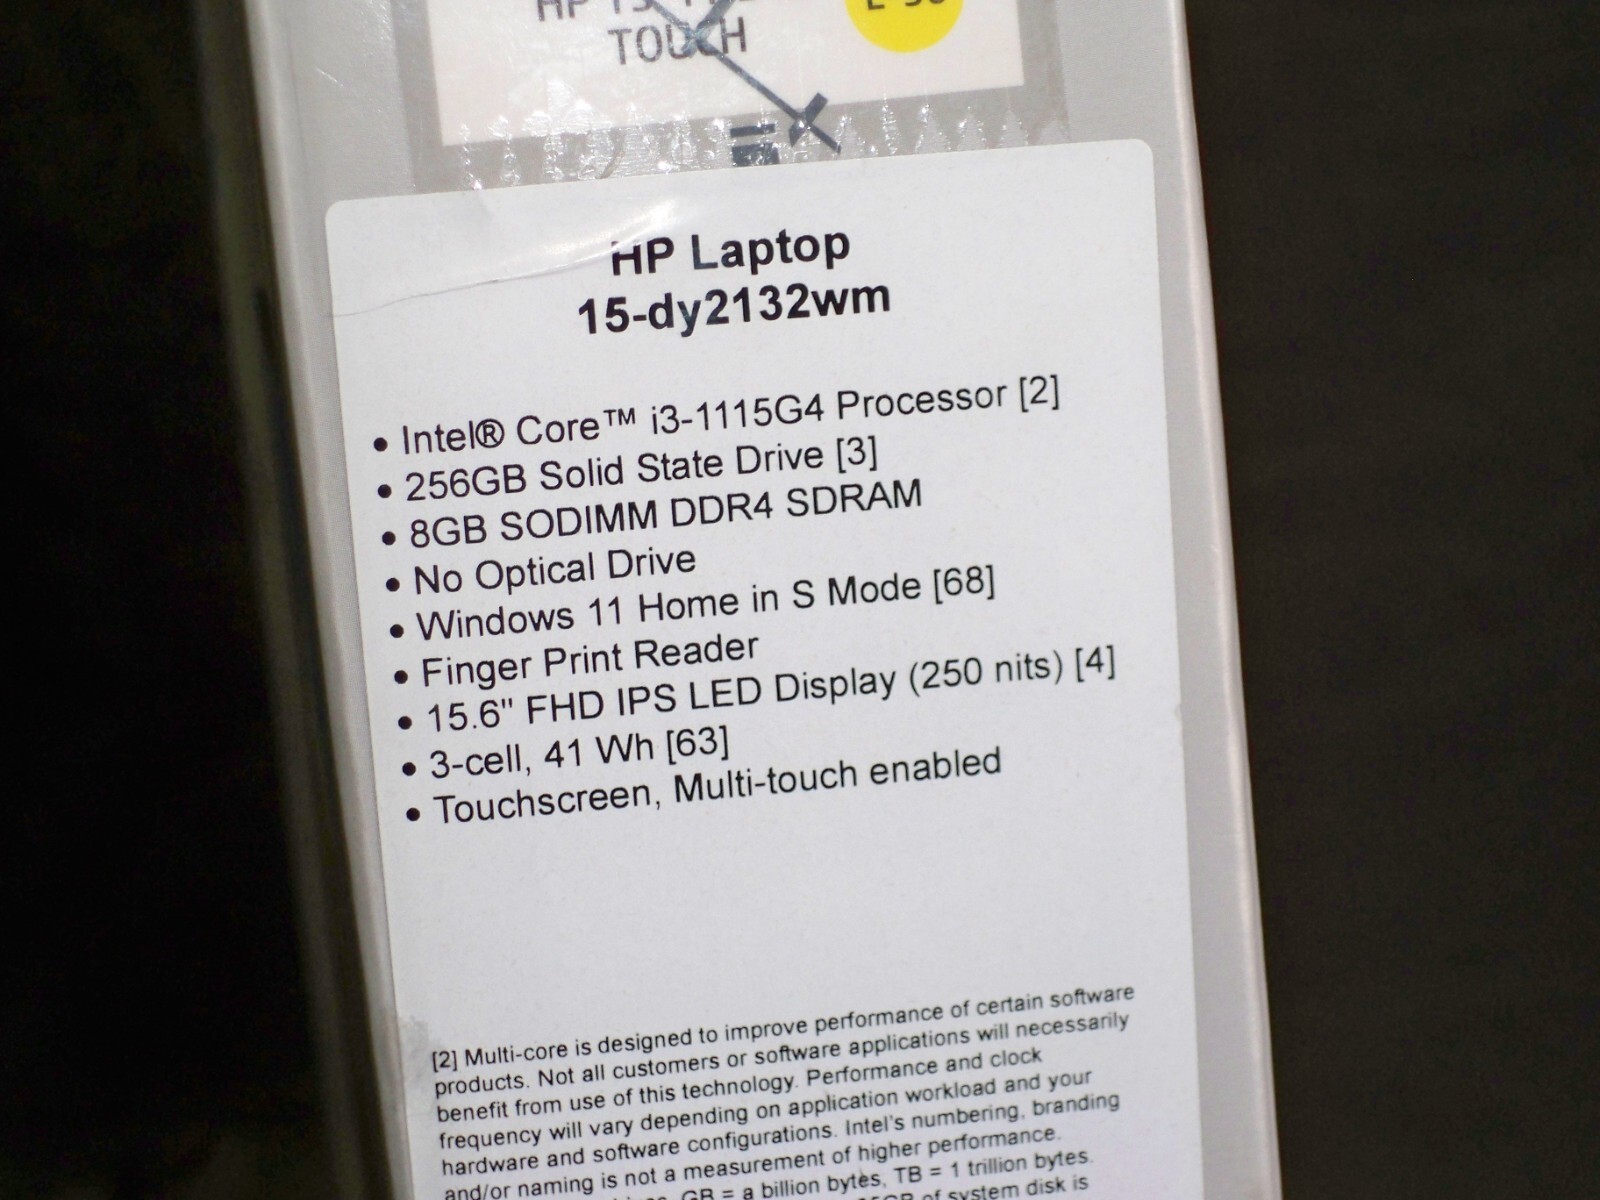 HP
TOUCH
HP Laptop
15-dy2132wm
• Intel® Core™ i3-1115G4 Processor [2]
• 256GB Solid State Drive [3]
• 8GB SODIMM DDR4 SDRAM
• No Optical Drive
• Windows 11 Home in S Mode [68]
• Finger Print Reader
• 15.6" FHD IPS LED Display (250 nits) [4]
• 3-cell, 41 Wh [63]
• Touchscreen, Multi-touch enabled
[2] Multi-core is designed to improve performance of certain software
products. Not all customers or software applications will necessarily
benefit from use of this technology. Performance and clock
frequency will vary depending on application workload and your
hardware and software configurations. Intel's numbering, branding
and/or naming is not a measurement of higher performance.
GB = a billion bytes, TB = 1 trillion bytes.
of system disk is